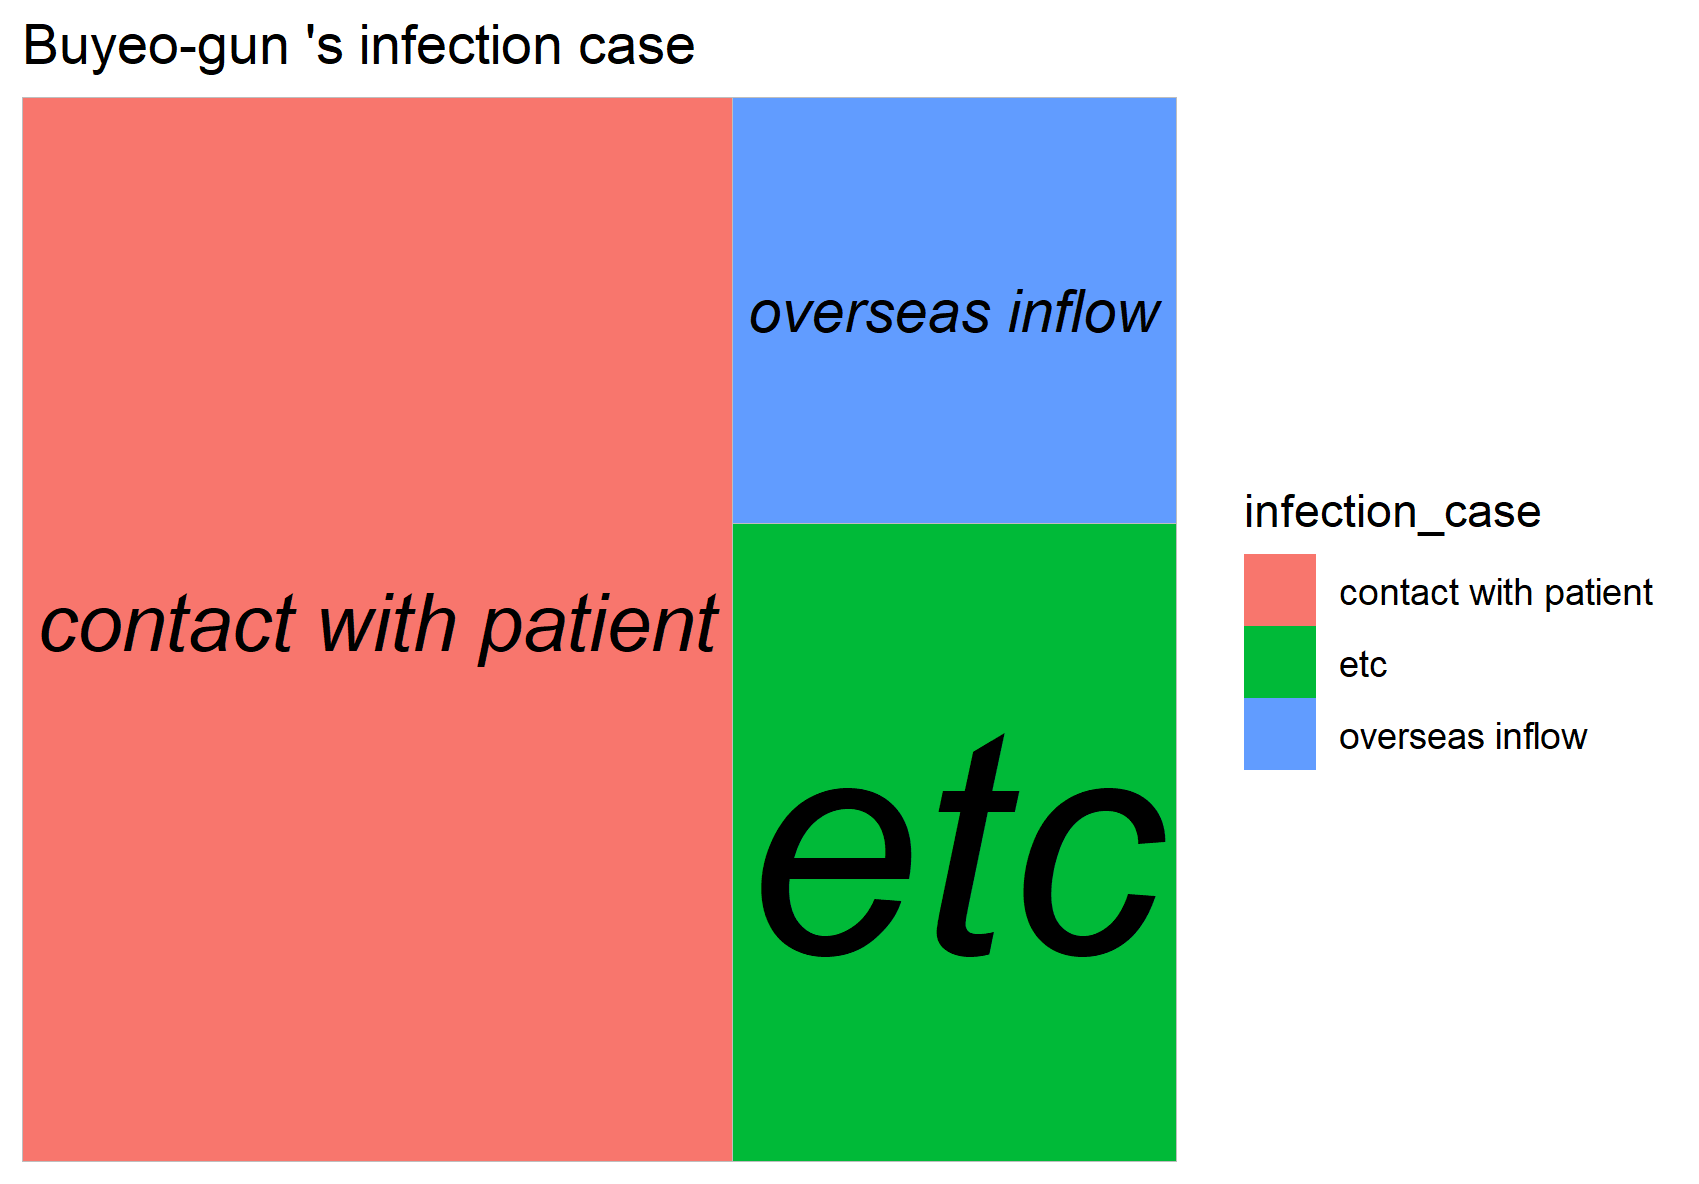 Buyeo-gun 's infection case
overseas inflow
contact with patient
etc
infection_case
contact with patient
etc
overseas inflow